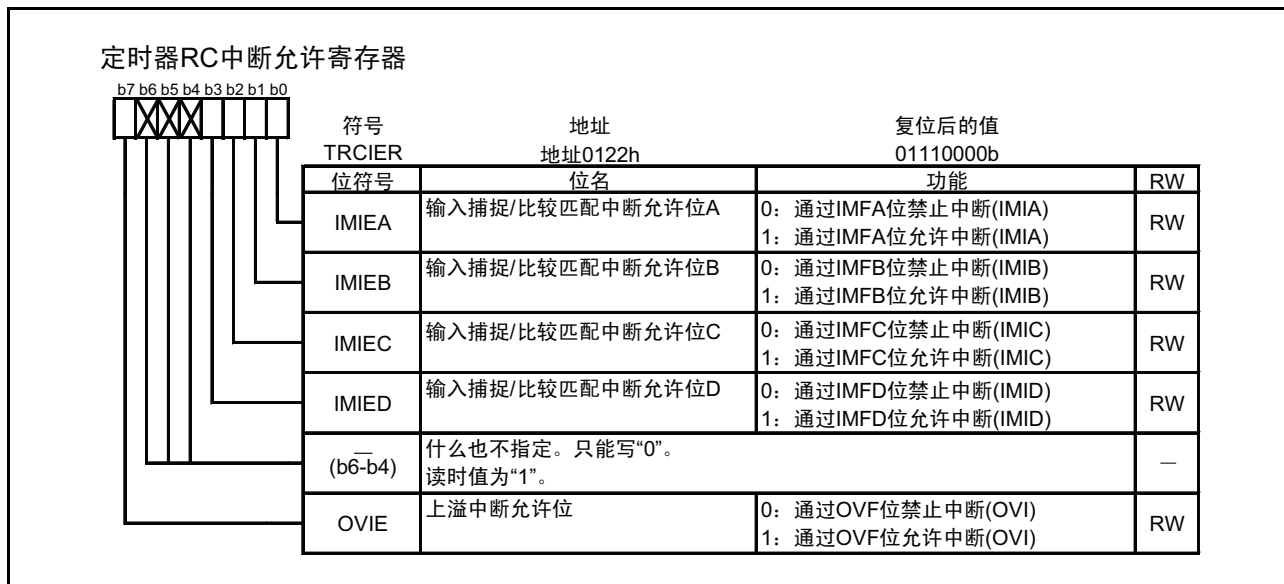 定时器RC中断允许寄存器
b7 b6 b5 b4 b3 b2 b1 b0
符号 地址 复位后的值
TRCIER 地址0122h 01110000b
位符号 位名 功能 RW
IMIEA 输入捕捉/比较匹配中断允许位A 0：通过IMFA位禁止中断(IMIA) RW
1：通过IMFA位允许中断(IMIA)
IMIEB 输入捕捉/比较匹配中断允许位B 0：通过IMFB位禁止中断(IMIB) RW
1：通过IMFB位允许中断(IMIB)
IMIEC 输入捕捉/比较匹配中断允许位C 0：通过IMFC位禁止中断(IMIC) RW
1：通过IMFC位允许中断(IMIC)
IMIED 输入捕捉/比较匹配中断允许位D 0：通过IMFD位禁止中断(IMID) RW
1：通过IMFD位允许中断(IMID)
—
(b6-b4) 什么也不指定。只能写“0”。 —
读时值为“1”。
OVIE 上溢中断允许位 0：通过OVF位禁止中断(OVI) RW
1：通过OVF位允许中断(OVI)